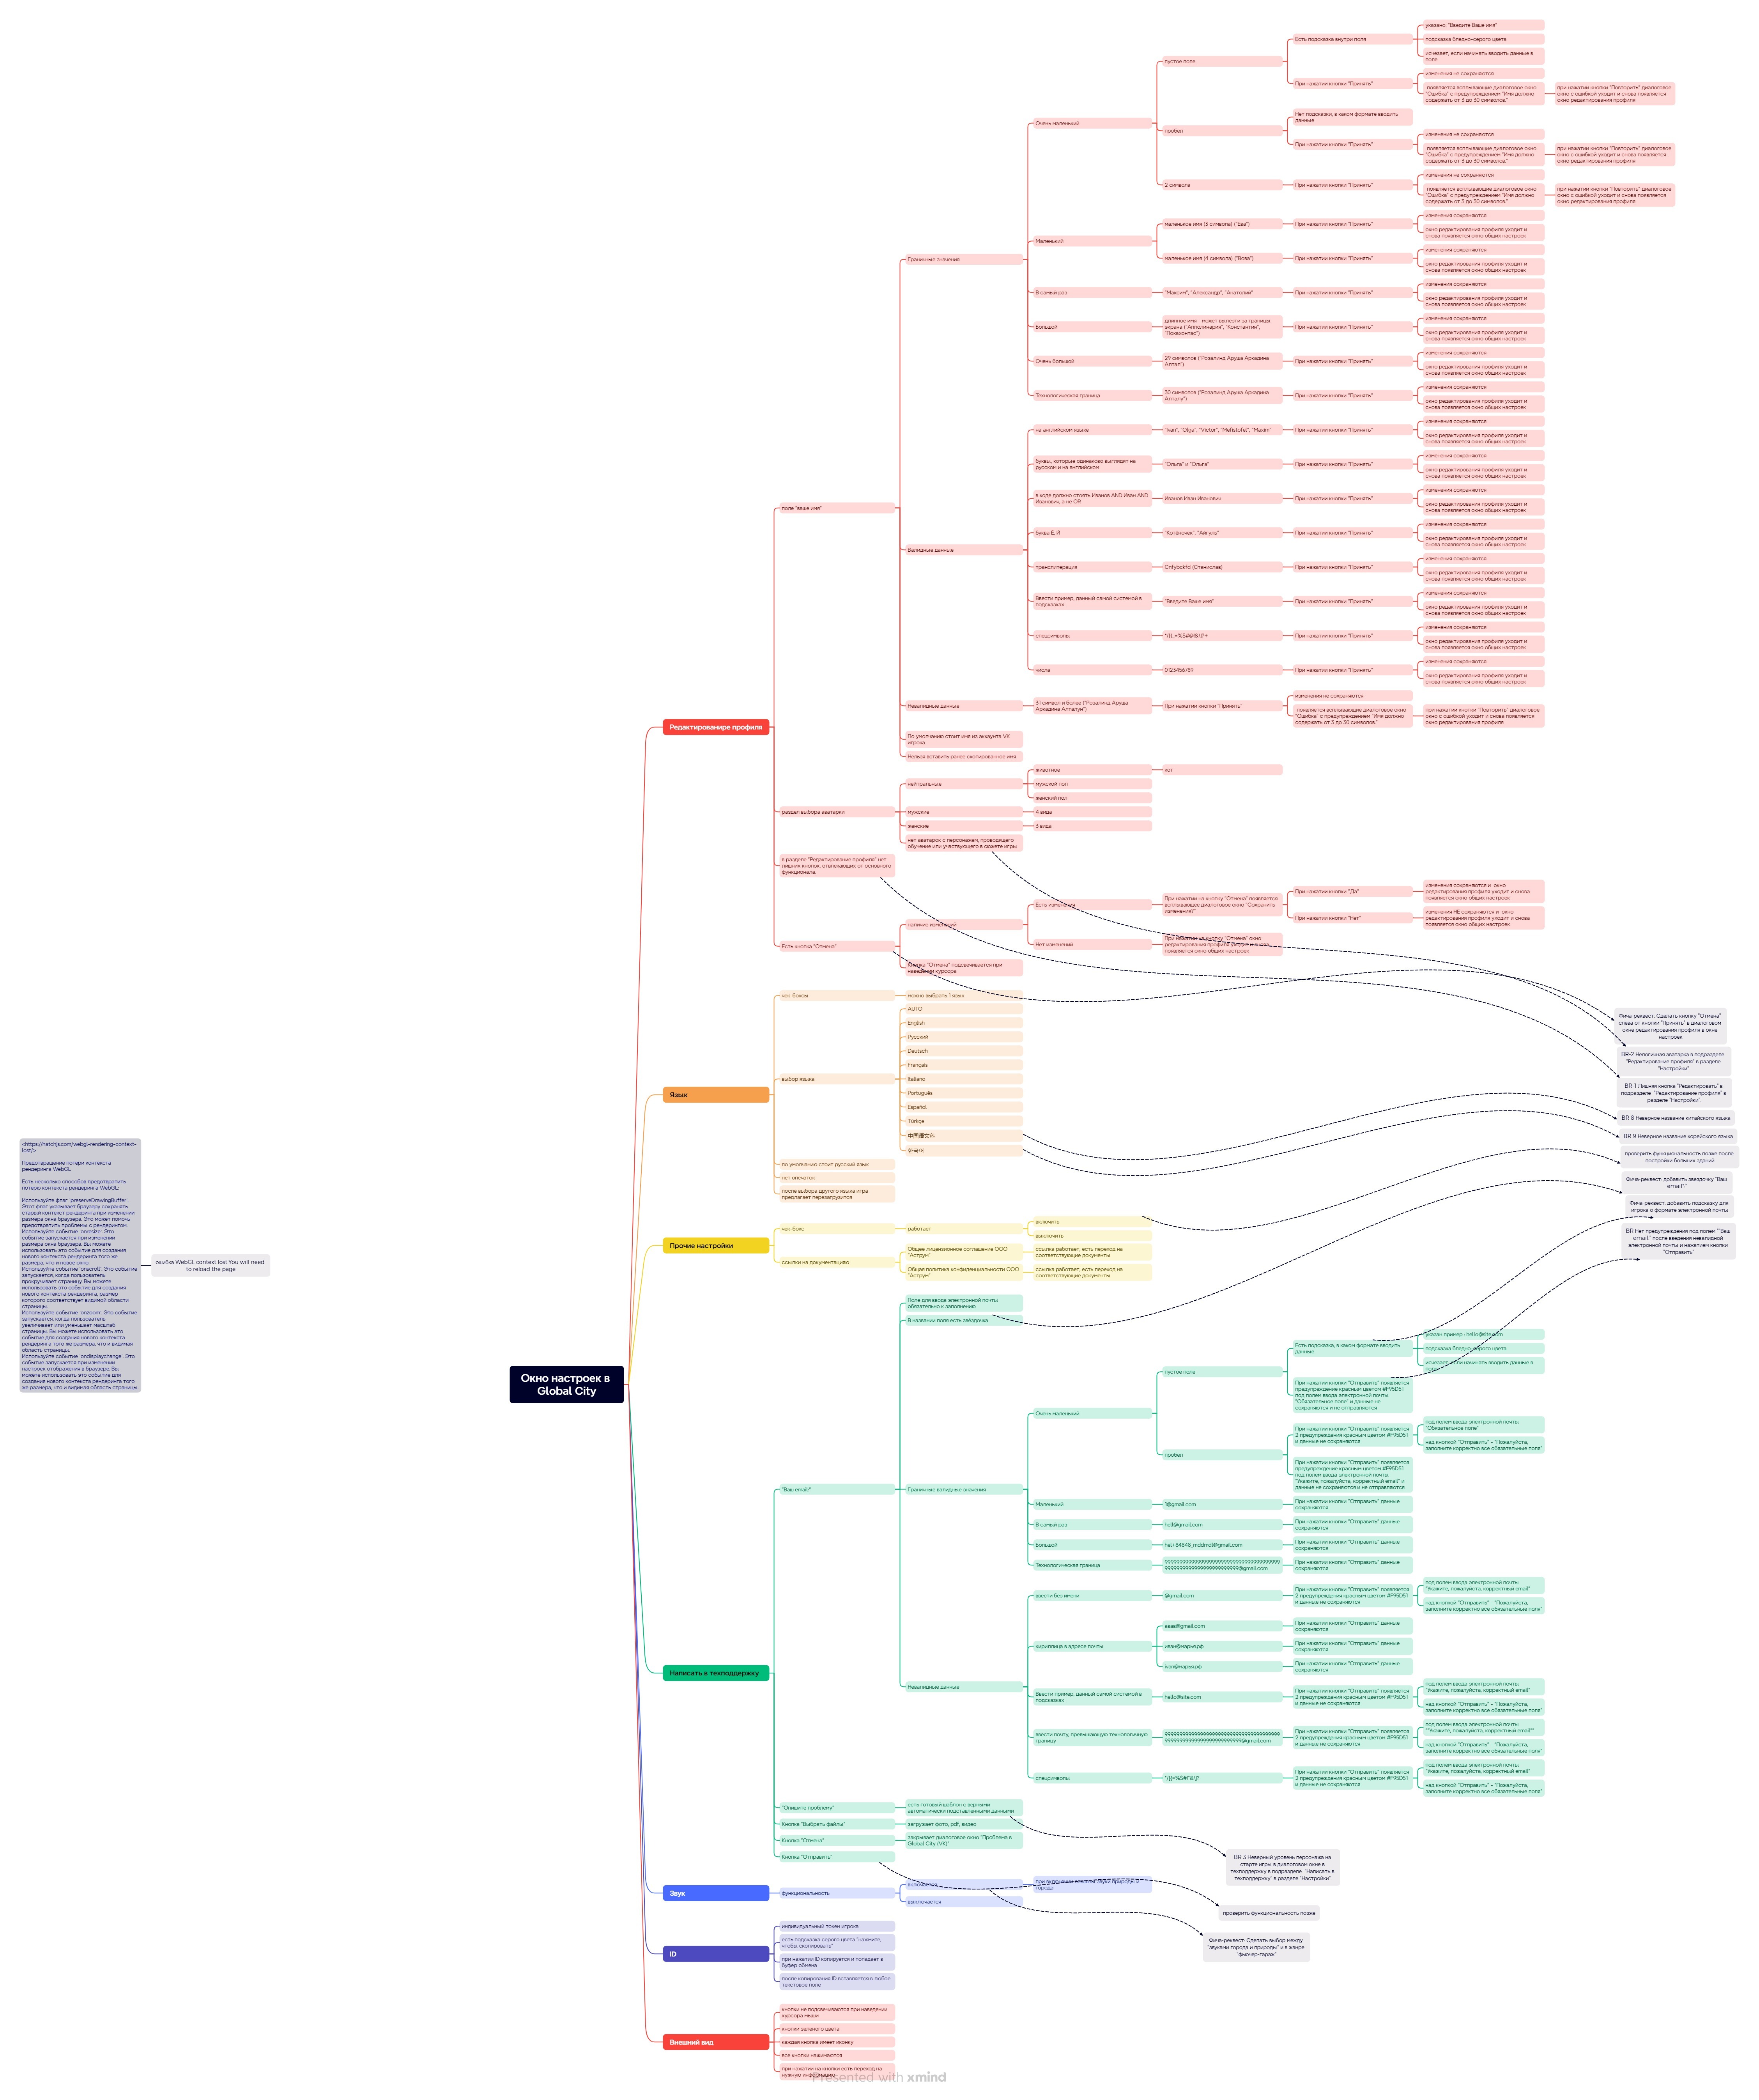 Окно настроек в
Global City
Редактирование профиля
поле "ваше имя"
Граничные значения
Очень маленький
пустое поле
Есть подсказка внутри поля
указано: "Введите Ваше имя"
подсказка бледно-серого цвета
исчезает, если начинать вводить данные в
поле
При нажатии кнопки "Принять"
изменения не сохраняются
появляется всплывающие диалоговое окно
"Ошибка" с предупреждением "Имя должно
содержать от 3 до 30 символов."
при нажатии кнопки "Повторить" диалоговое
окно с ошибкой уходит и снова появляется
окно редактирования профиля
пробел
Нет подсказки, в каком формате вводить
данные
При нажатии кнопки "Принять"
изменения не сохраняются
появляется всплывающие диалоговое окно
"Ошибка" с предупреждением "Имя должно
содержать от 3 до 30 символов."
при нажатии кнопки "Повторить" диалоговое
окно с ошибкой уходит и снова появляется
окно редактирования профиля
2 символа
При нажатии кнопки "Принять"
изменения не сохраняются
появляется всплывающие диалоговое окно
"Ошибка" с предупреждением "Имя должно
содержать от 3 до 30 символов."
при нажатии кнопки "Повторить" диалоговое
окно с ошибкой уходит и снова появляется
окно редактирования профиля
Маленький
маленькое имя (3 символа) ("Ева")
При нажатии кнопки "Принять"
изменения сохраняются
окно редактирования профиля уходит и
снова появляется окно общих настроек
маленькое имя (4 символа) ("Вова")
При нажатии кнопки "Принять"
изменения сохраняются
окно редактирования профиля уходит и
снова появляется окно общих настроек
В самый раз
"Максим", "Александр", "Анатолий"
При нажатии кнопки "Принять"
изменения сохраняются
окно редактирования профиля уходит и
снова появляется окно общих настроек
Большой
длинное имя - может вылезти за границы
экрана ("Апполинария", "Константин",
"Покахонтас")
При нажатии кнопки "Принять"
изменения сохраняются
окно редактирования профиля уходит и
снова появляется окно общих настроек
Очень большой
29 символов ("Розалинд Аруша Аркадина
Алтал")
При нажатии кнопки "Принять"
изменения сохраняются
окно редактирования профиля уходит и
снова появляется окно общих настроек
Технологическая граница
30 символов ("Розалинд Аруша Аркадина
Алталу")
При нажатии кнопки "Принять"
изменения сохраняются
окно редактирования профиля уходит и
снова появляется окно общих настроек
Валидные данные
на английском языке
"Ivan", "Olga", "Victor", "Mefistofel", "Maxim"
При нажатии кнопки "Принять"
изменения сохраняются
окно редактирования профиля уходит и
снова появляется окно общих настроек
буквы, которые одинаково выглядят на
русском и на английском
"Ольга" и "Oльгa"
При нажатии кнопки "Принять"
изменения сохраняются
окно редактирования профиля уходит и
снова появляется окно общих настроек
в коде должно стоять Иванов AND Иван AND
Иванович, а не OR
Иванов Иван Иванович
При нажатии кнопки "Принять"
изменения сохраняются
окно редактирования профиля уходит и
снова появляется окно общих настроек
буква Ё, Й
"Котёночек", "Айгуль"
При нажатии кнопки "Принять"
изменения сохраняются
окно редактирования профиля уходит и
снова появляется окно общих настроек
транслитерация
Cnfybckfd (Станислав)
При нажатии кнопки "Принять"
изменения сохраняются
окно редактирования профиля уходит и
снова появляется окно общих настроек
Ввести пример, данный самой системой в
подсказках
"Введите Ваше имя"
При нажатии кнопки "Принять"
изменения сохраняются
окно редактирования профиля уходит и
снова появляется окно общих настроек
спецсимволы
При нажатии кнопки "Принять"
изменения сохраняются
окно редактирования профиля уходит и
снова появляется окно общих настроек
числа
0123456789
При нажатии кнопки "Принять"
изменения сохраняются
окно редактирования профиля уходит и
снова появляется окно общих настроек
Невалидные данные
31 символ и более ("Розалинд Аруша
Аркадина Алталун")
При нажатии кнопки "Принять"
изменения не сохраняются
появляется всплывающие диалоговое окно
"Ошибка" с предупреждением "Имя должно
содержать от 3 до 30 символов."
при нажатии кнопки "Повторить" диалоговое
окно с ошибкой уходит и снова появляется
окно редактирования профиля
По умолчанию стоит имя из аккаунта VK
игрока
Нельзя вставить ранее скопированное имя
раздел выбора аватарки
нейтральные
животное
кот
мужской пол
женский пол
мужские
4 вида
женские
3 вида
нет аватарок с персонажем, проводящего
обучение или участвующего в сюжете игры
в разделе "Редактирование профиля" нет
лишних кнопок, отвлекающих от основного
функционала.
Есть кнопка "Отмена"
наличие изменений
Есть изменения
При нажатии на кнопку "Отмена" появляется
всплывающее диалоговое окно "Сохранить
изменения?"
При нажатии кнопки "Да"
изменения сохраняются и окно
редактирования профиля уходит и снова
появляется окно общих настроек
При нажатии кнопки "Нет"
изменения НЕ сохраняются и окно
редактирования профиля уходит и снова
появляется окно общих настроек
Нет изменений
При нажатии на кнопку "Отмена" окно
редактирования профиля уходит и снова
появляется окно общих настроек
Кнопка "Отмена" подсвечивается при
наведении курсора
Язык
чек-боксы
можно выбрать 1 язык
выбор языка
AUTO
English
Русский
Deutsch
Français
Italiano
Português
Español
Türkçe
中国语文科
한국어
по умолчанию стоит русский язык
нет опечаток
после выбора другого языка игра
предлагает перезагрузится
Прочие настройки
чек-бокс
работает
включить
выключить
ссылки на документацию
Общее лицензионное соглашение ООО
"Аструм"
ссылка работает, есть переход на
соответствующие документы
Общая политика конфиденциальности ООО
"Аструм"
ссылка работает, есть переход на
соответствующие документы
Написать в техподдержку
"Ваш email:"
Поле для ввода электронной почты
обязательно к заполнению
В названии поля есть звёздочка
Граничные валидные значения
Очень маленький
пустое поле
Есть подсказка, в каком формате вводить
данные
указан пример : hello@site.com
подсказка бледно-серого цвета
исчезает, если начинать вводить данные в
поле
При нажатии кнопки "Отправить" появляется
предупреждение красным цветом #F95D51
под полем ввода электронной почты
"Обязательное поле" и данные не
сохраняются и не отправляются
пробел
При нажатии кнопки "Отправить" появляется
2 предупреждения красным цветом #F95D51
и данные не сохраняются
под полем ввода электронной почты
"Обязательное поле"
над кнопкой "Отправить" - "Пожалуйста,
заполните корректно все обязательные поля"
При нажатии кнопки "Отправить" появляется
предупреждение красным цветом #F95D51
под полем ввода электронной почты
"Укажите, пожалуйста, корректный email" и
данные не сохраняются и не отправляются
Маленький
1@gmail.com
При нажатии кнопки "Отправить" данные
сохраняются
В самый раз
hell@gmail.com
При нажатии кнопки "Отправить" данные
сохраняются
Большой
hel+84848_mddmdl@gmail.com
При нажатии кнопки "Отправить" данные
сохраняются
Технологическая граница
При нажатии кнопки "Отправить" данные
сохраняются
Невалидные данные
ввести без имени
@gmail.com
При нажатии кнопки "Отправить" появляется
2 предупреждения красным цветом #F95D51
и данные не сохраняются
под полем ввода электронной почты
"Укажите, пожалуйста, корректный email"
над кнопкой "Отправить" - "Пожалуйста,
заполните корректно все обязательные поля"
кириллица в адресе почты
авав@gmail.com
При нажатии кнопки "Отправить" данные
сохраняются
иван@марья.рф
При нажатии кнопки "Отправить" данные
сохраняются
ivan@марья.рф
При нажатии кнопки "Отправить" данные
сохраняются
Ввести пример, данный самой системой в
подсказках
hello@site.com
При нажатии кнопки "Отправить" появляется
2 предупреждения красным цветом #F95D51
и данные не сохраняются
под полем ввода электронной почты
"Укажите, пожалуйста, корректный email"
над кнопкой "Отправить" - "Пожалуйста,
заполните корректно все обязательные поля"
ввести почту, превышающую технологичную
границу
При нажатии кнопки "Отправить" появляется
2 предупреждения красным цветом #F95D51
и данные не сохраняются
под полем ввода электронной почты
""Укажите, пожалуйста, корректный email""
над кнопкой "Отправить" - "Пожалуйста,
заполните корректно все обязательные поля"
спецсимволы
При нажатии кнопки "Отправить" появляется
2 предупреждения красным цветом #F95D51
и данные не сохраняются
под полем ввода электронной почты
"Укажите, пожалуйста, корректный email"
над кнопкой "Отправить" - "Пожалуйста,
заполните корректно все обязательные поля"
"Опишите проблему"
есть готовый шаблон с верными
автоматически подставленными данными
Кнопка "Выбрать файлы"
загружает фото, pdf, видео
Кнопка "Отмена"
закрывает диалоговое окно "Проблема в
Global City (VK)"
Кнопка "Отправить"
Звук
функциональность
включается
при включении слышны звуки природы и
города
выключается
ID
индивидуальный токен игрока
есть подсказка серого цвета "нажмите,
чтобы скопировать"
при нажатии ID копируется и попадает в
буфер обмена
после копирования ID вставляется в любое
текстовое поле
Внешний вид
кнопки не подсвечиваются при наведении
курсора мыши
кнопки зеленого цвета
каждая кнопка имеет иконку
все кнопки нажимаются
при нажатии на кнопки есть переход на
нужную информацию
Фича-реквест: Сделать кнопку "Отмена"
слева от кнопки "Принять" в диалоговом
окне редактирования профиля в окне
настроек
BR-2 Нелогичная аватарка в подразделе
"Редактирование профиля" в разделе
"Настройки".
BR-1 Лишняя кнопка "Редактировать" в
подразделе "Редактирование профиля" в
разделе "Настройки".
BR 8 Неверное название китайского языка
BR 9 Неверное название корейского языка
проверить функциональность позже после
постройки больших зданий
Фича-реквест: добавить звездочку "Ваш
email*:"
Фича-реквест: добавить подсказку для
игрока о формате электронной почты
BR Нет предупреждения под полем ""Ваш
email:" после введения невалидной
электронной почты и нажатием кнопки
"Отправить"
BR 3 Неверный уровень персонажа на
старте игры в диалоговом окне в
техподдержку в подразделе "Написать в
техподдержку" в разделе "Настройки"
проверить функциональность позже
Фича-реквест: Сделать выбор между
"звуками города и природы" и в жанре
"фьючер-гараж"
ошибка WebGL context lost.You will need
to reload the page
<https://hatchjs.com/webgl-rendering-context-
lost/>
Предотвращение потери контекста
рендеринга WebGL
Есть несколько способов предотвратить
потерю контекста рендеринга WebGL:
Используйте флаг `preserveDrawingBuffer`.
Этот флаг указывает браузеру сохранять
старый контекст рендеринга при изменении
размера окна браузера. Это может помочь
предотвратить проблемы с рендерингом.
Используйте событие `onresize`. Это
событие запускается при изменении
размера окна браузера. Вы можете
использовать это событие для создания
нового контекста рендеринга того же
размера, что и новое окно.
Используйте событие `onscroll`. Это событие
запускается, когда пользователь
прокручивает страницу. Вы можете
использовать это событие для создания
нового контекста рендеринга, размер
которого соответствует видимой области
страницы.
Используйте событие `onzoom`. Это событие
запускается, когда пользователь
увеличивает или уменьшает масштаб
страницы. Вы можете использовать это
событие для создания нового контекста
рендеринга того же размера, что и видимая
область страницы.
Используйте событие `ondisplaychange`. Это
событие запускается при изменении
настроек отображения в браузере. Вы
можете использовать это событие для
создания нового контекста рендеринга того
же размера, что и видимая область страницы.
Presented with xmind